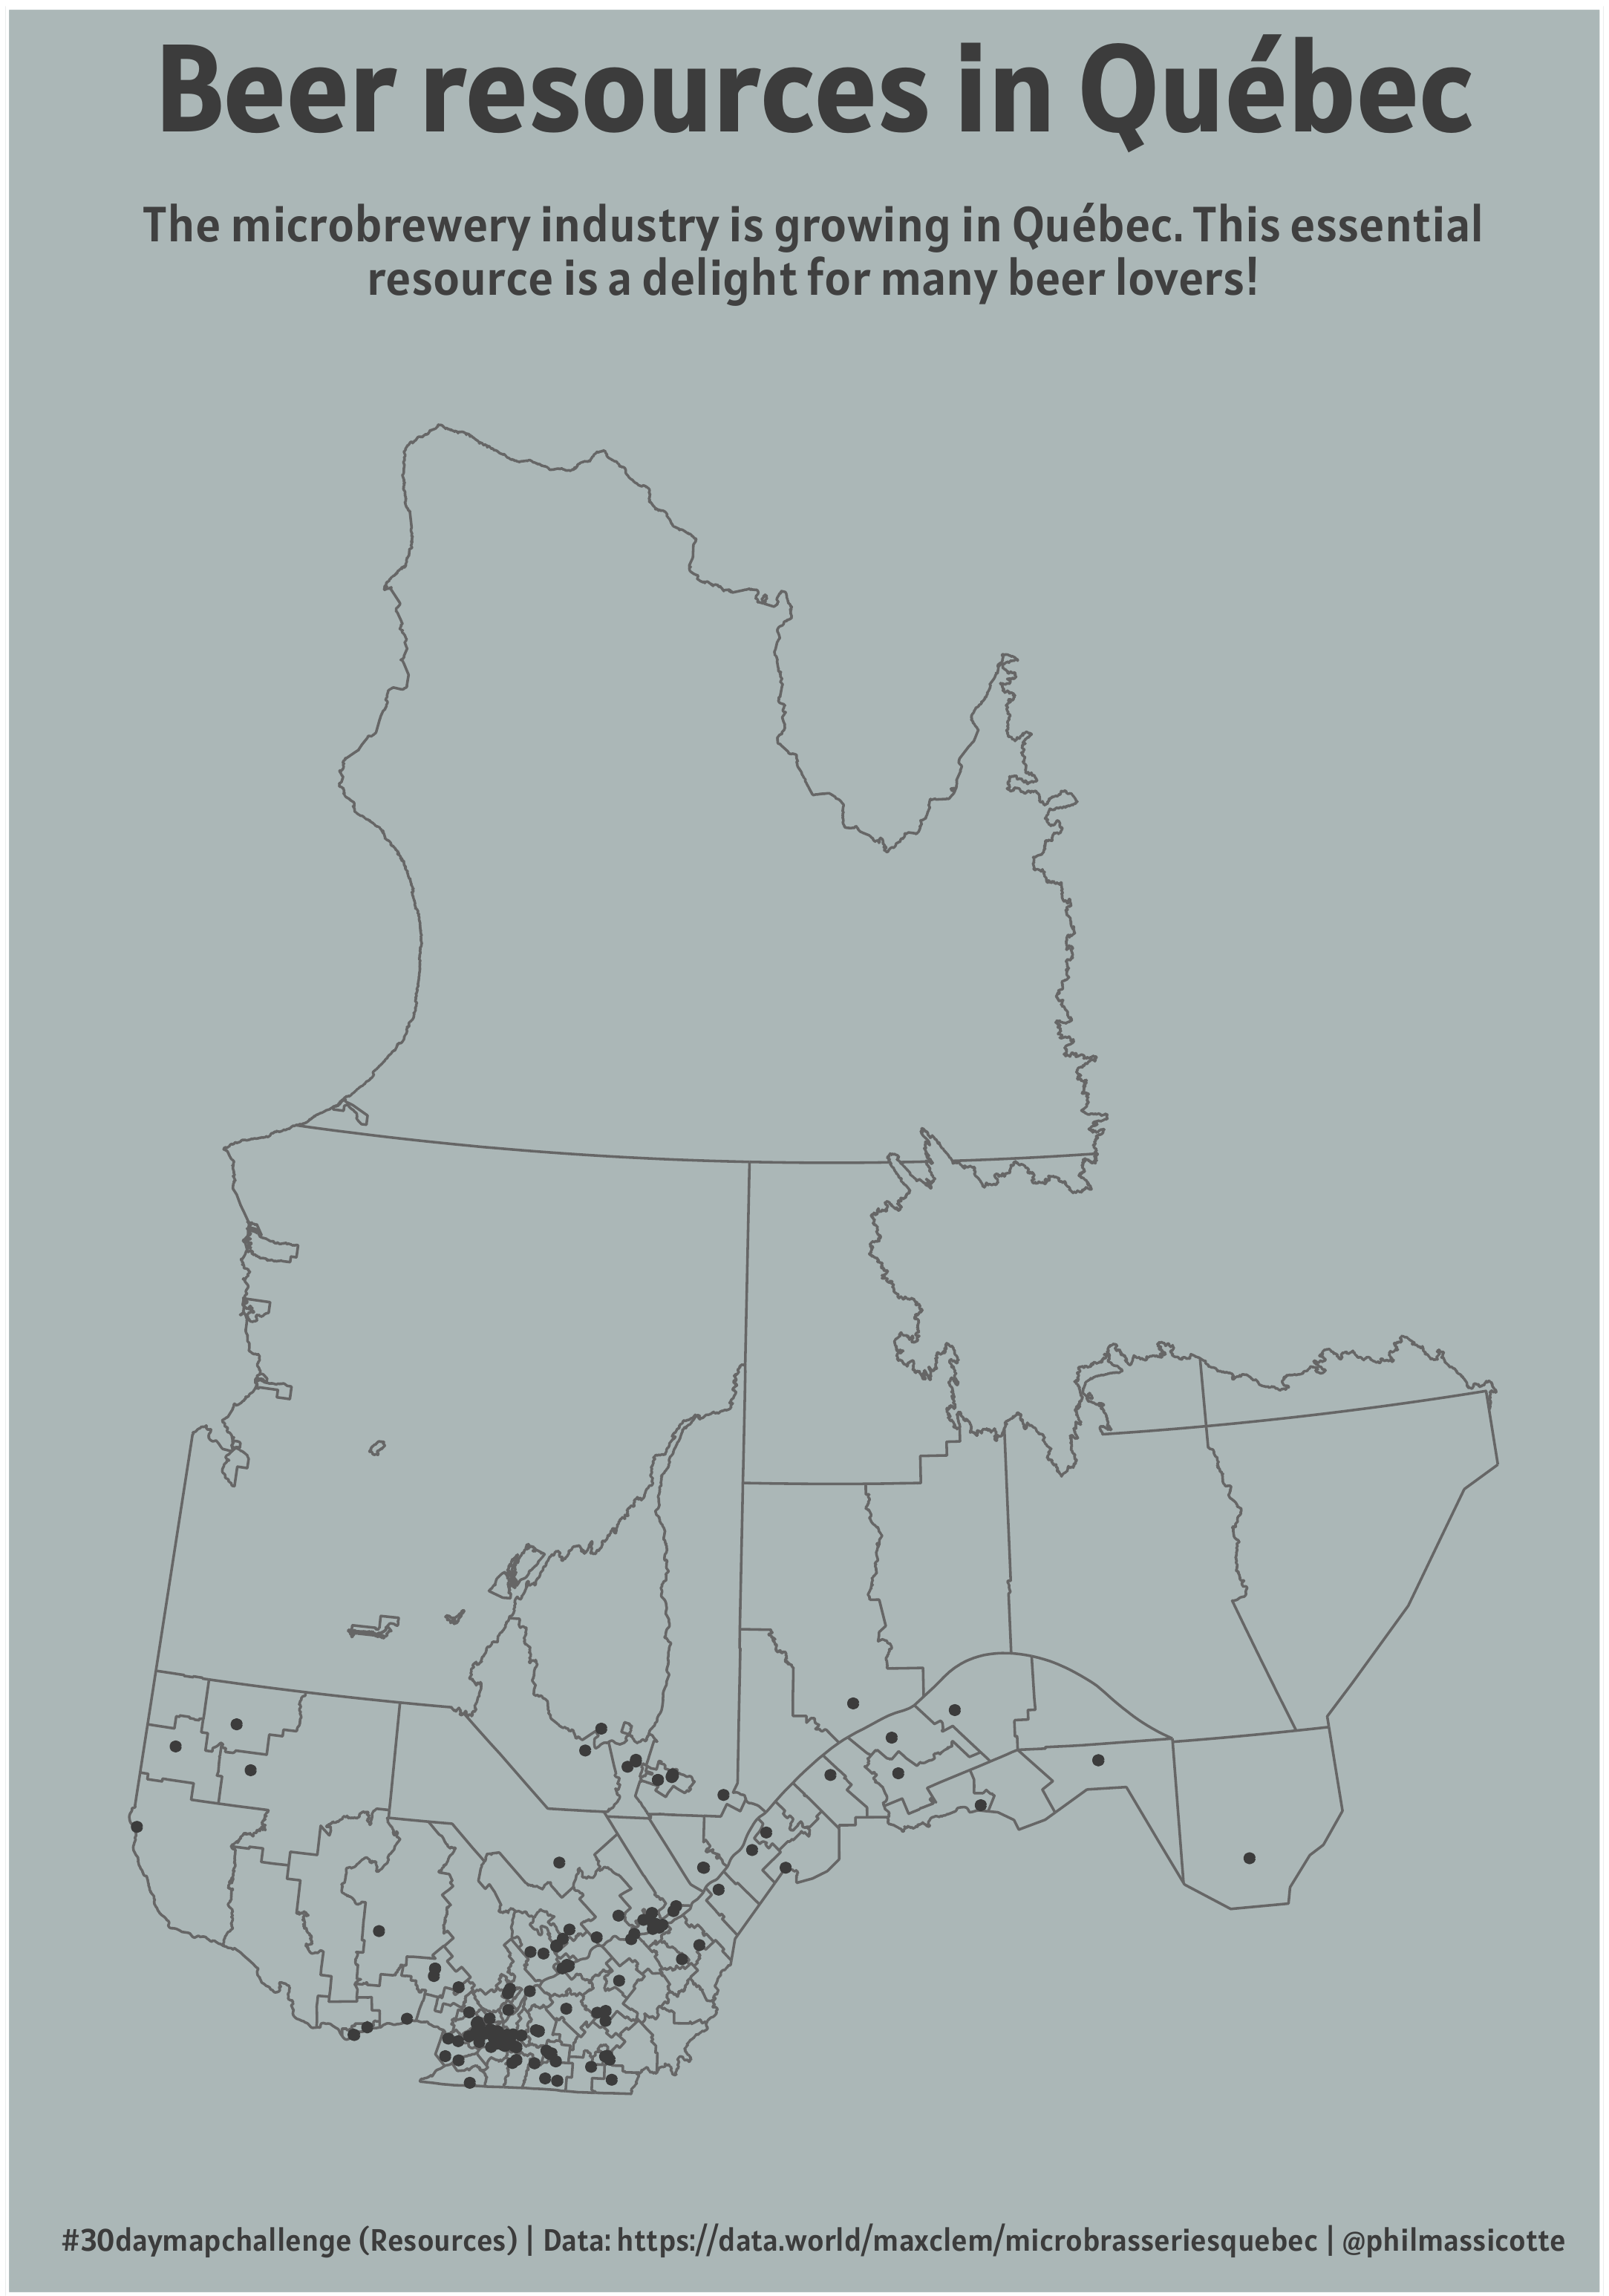 Beer resources in Québec
The microbrewery industry is growing in Québec. This essential
resource is a delight for many beer lovers!
#30daymapchallenge (Resources) | Data: https://data.world/maxclem/microbrasseriesquebec | @philmassicotte